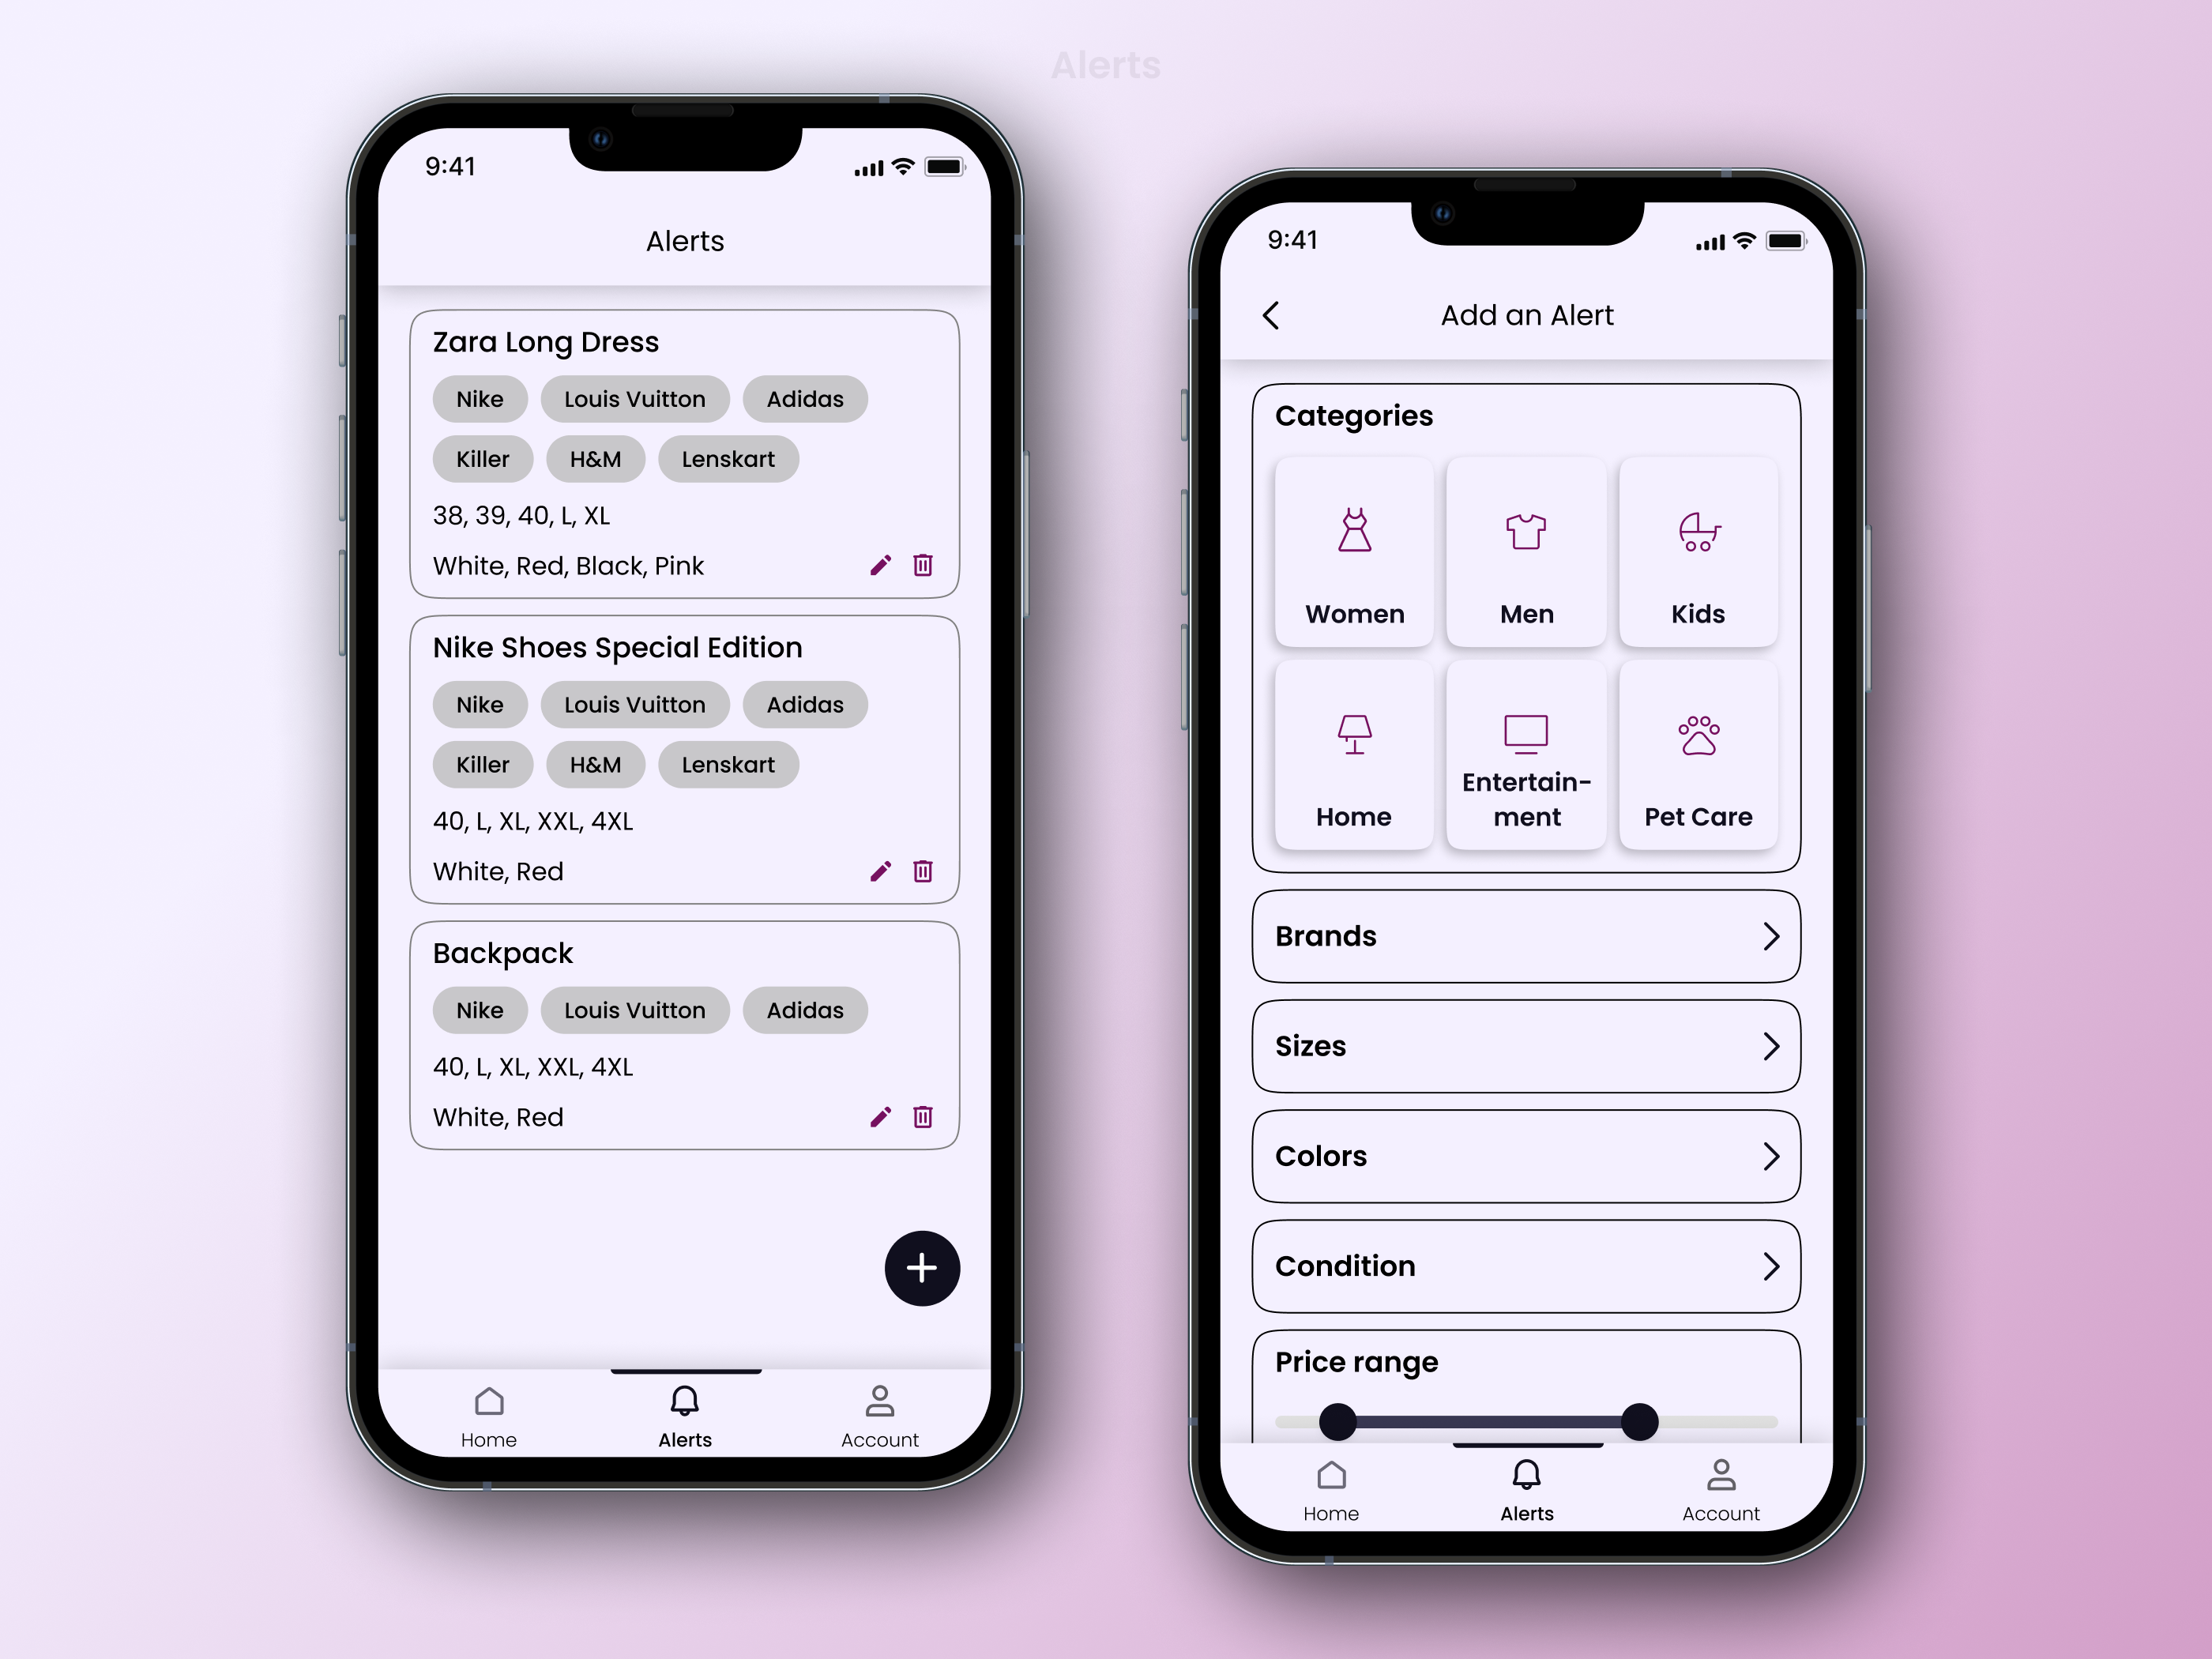 Alerts
9:41
Alerts
Zara Long Dress
Nike Louis Vuitton Adidas
Killer H&M Lenskart
38, 39, 40, L, XL
White, Red, Black, Pink
Nike Shoes Special Edition
Nike Louis Vuitton Adidas
Killer H&M Lenskart
40, L, XL, XXL, 4XL
White, Red
Backpack
Nike Louis Vuitton Adidas
40, L, XL, XXL, 4XL
White, Red
Home Alerts Account
9:41
Add an Alert
Categories
Women Men Kids
Home Entertain-
ment Pet Care
Brands
Sizes
Colors
Condition
Price range
Home Alerts Account